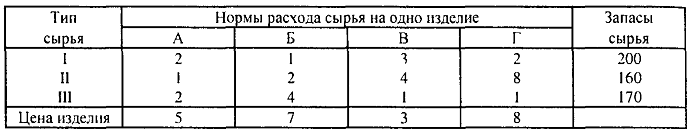 Тип сырья | Нормы расхода сырья на одно изделие | Запасы сырья
А | Б | В | Г
I | 2 | 1 | 3 | 2 | 200
II | 1 | 2 | 4 | 8 | 160
III | 2 | 4 | 1 | 1 | 170
Цена изделия | 5 | 7 | 3 | 8